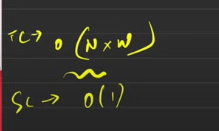 TC → O (N x W)
SC → O(1)